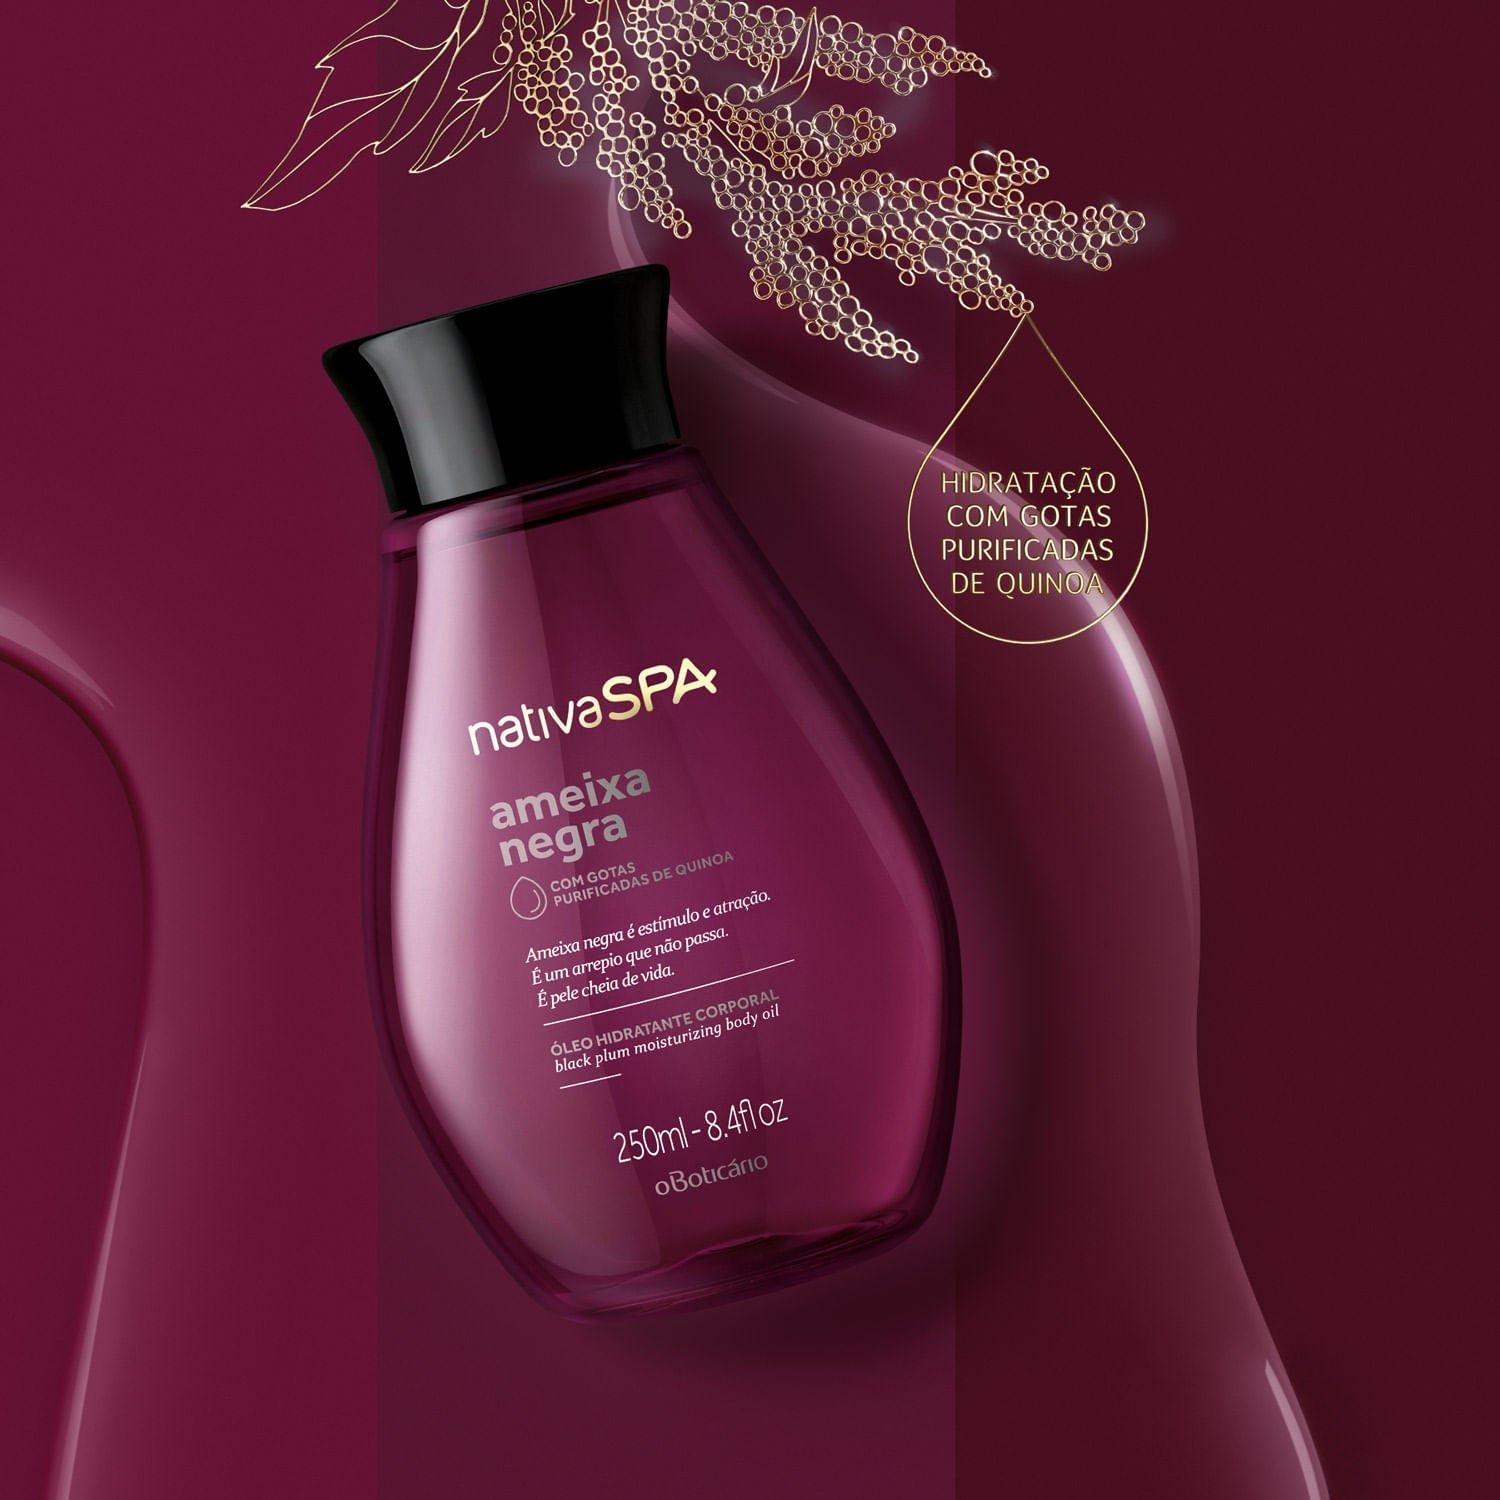 HIDRATAÇÃO
COM GOTAS
PURIFICADAS
DE QUINOA
nativaSPA
ameixa
negra
COM GOTAS
PURIFICADAS DE QUINOA
Ameixa negra é estímulo e atração.
É um arrepio que não passa.
É pele cheia de vida.
ÓLEO HIDRATANTE CORPORAL
black plum moisturizing body oil
250ml - 8.4fl oz
oBoticário